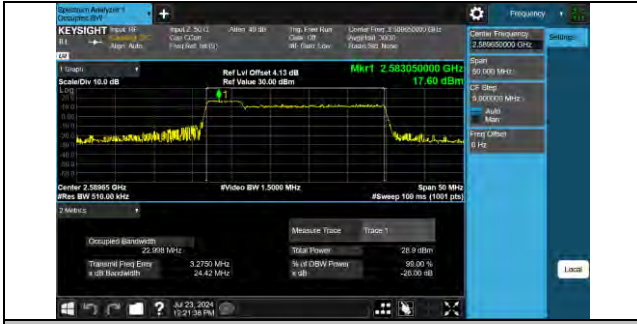 Spectrum Analyzer 1
Occupied BW
Frequency
KEYSIGHT Input: RF
Input Z: 50 Ω
Atten: 40 dB
Trig: Free Run
Center Freq: 2.589650000 GHz
Align: Auto
Gate: Off
Radio Std: None
Center Frequency
2.589650000 GHz
Settings
Span
50.000 MHz
CF Step
5.000000 MHz
Auto
Man
Freq Offset
0 Hz
1 Graph
Scale/Div 10.0 dB
Ref Lvl Offset 4.13 dB
Ref Value 30.00 dBm
Mkr1 2.583050000 GHz
17.60 dBm
Log
Center 2.58965 GHz
#Video BW 1.5000 MHz
Span 50 MHz
#Res BW 510.00 kHz
#Sweep 100 ms (1001 pts)
2 Metrics
Measure Trace
Trace 1
Occupied Bandwidth
22.998 MHz
Total Power
28.9 dBm
Transmit Freq Error
3.2750 MHz
% of OBW Power
99.00 %
x dB Bandwidth
24.42 MHz
x dB
-26.00 dB
Local
Jul 23, 2024
12:21:38 PM